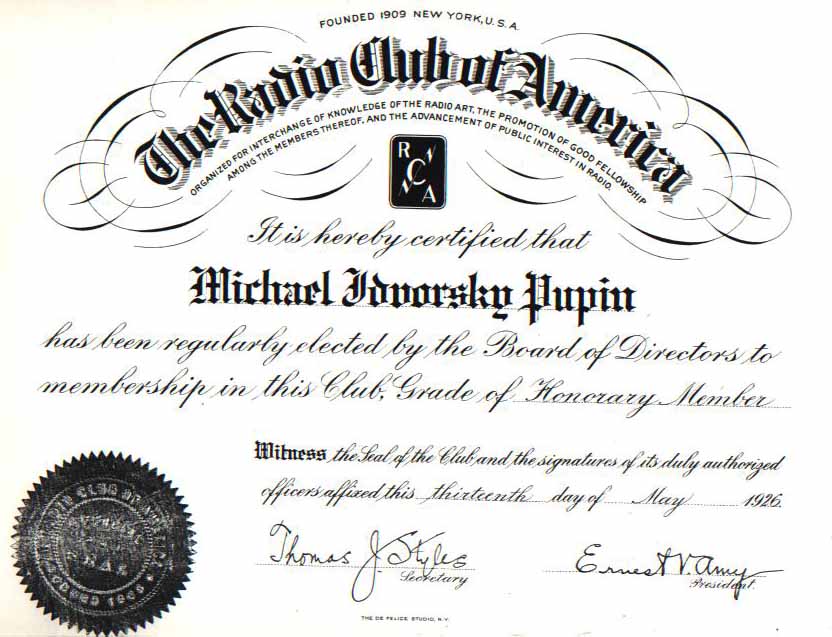 FOUNDED 1909 NEW YORK, U.S.A.
The Radio Club of America
ORGANIZED FOR INTERCHANGE OF KNOWLEDGE OF THE RADIO ART, THE PROMOTION OF GOOD FELLOWSHIP
AMONG THE MEMBERS THEREOF, AND THE ADVANCEMENT OF PUBLIC INTEREST IN RADIO.
R
C
A
It is hereby certified that
Michael Idvorsky Pupin
has been regularly elected by the Board of Directors to
membership in this Club, Grade of Honorary Member
Witness the Seal of the Club and the signatures of its duly authorized
officers affixed this thirteenth day of May 1926.
Thomas J. Styles
Secretary
Ernest V. Amy
President.
THE DE FELICE STUDIO, N.Y.